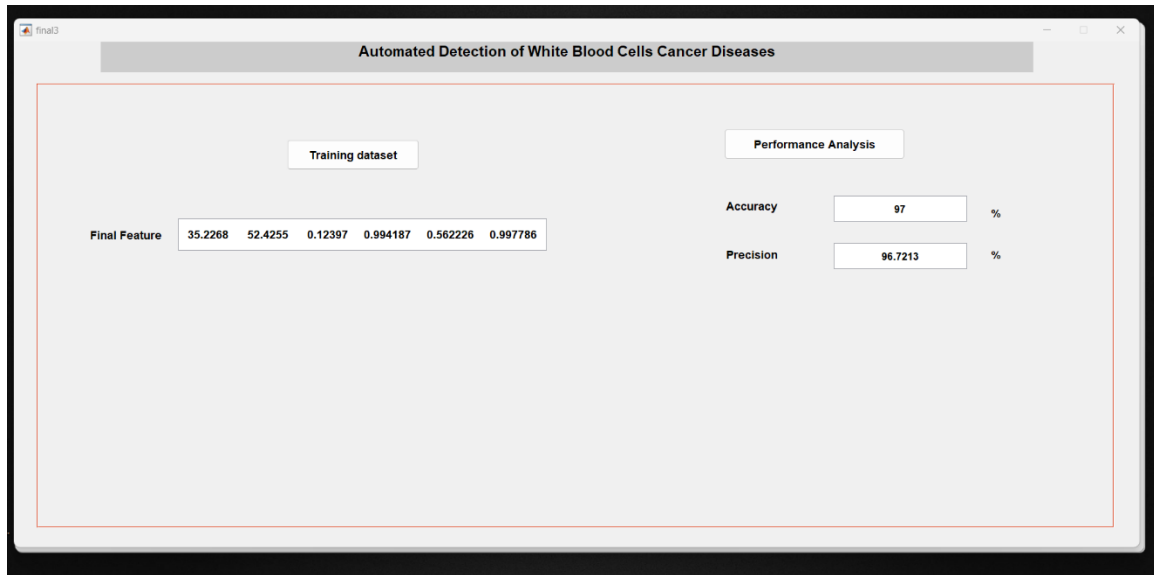 final3
Automated Detection of White Blood Cells Cancer Diseases
Training dataset
Performance Analysis
Final Feature 35.2268 52.4255 0.12397 0.994187 0.562226 0.997786
Accuracy 97 %
Precision 96.7213 %